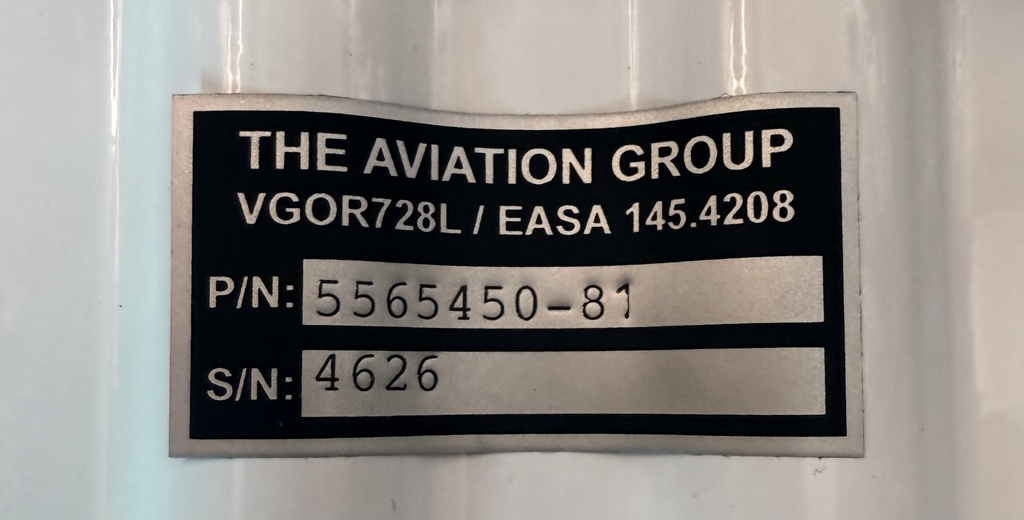 THE AVIATION GROUP
VGOR728L / EASA 145.4208
P/N: 5565450-81
S/N: 4626